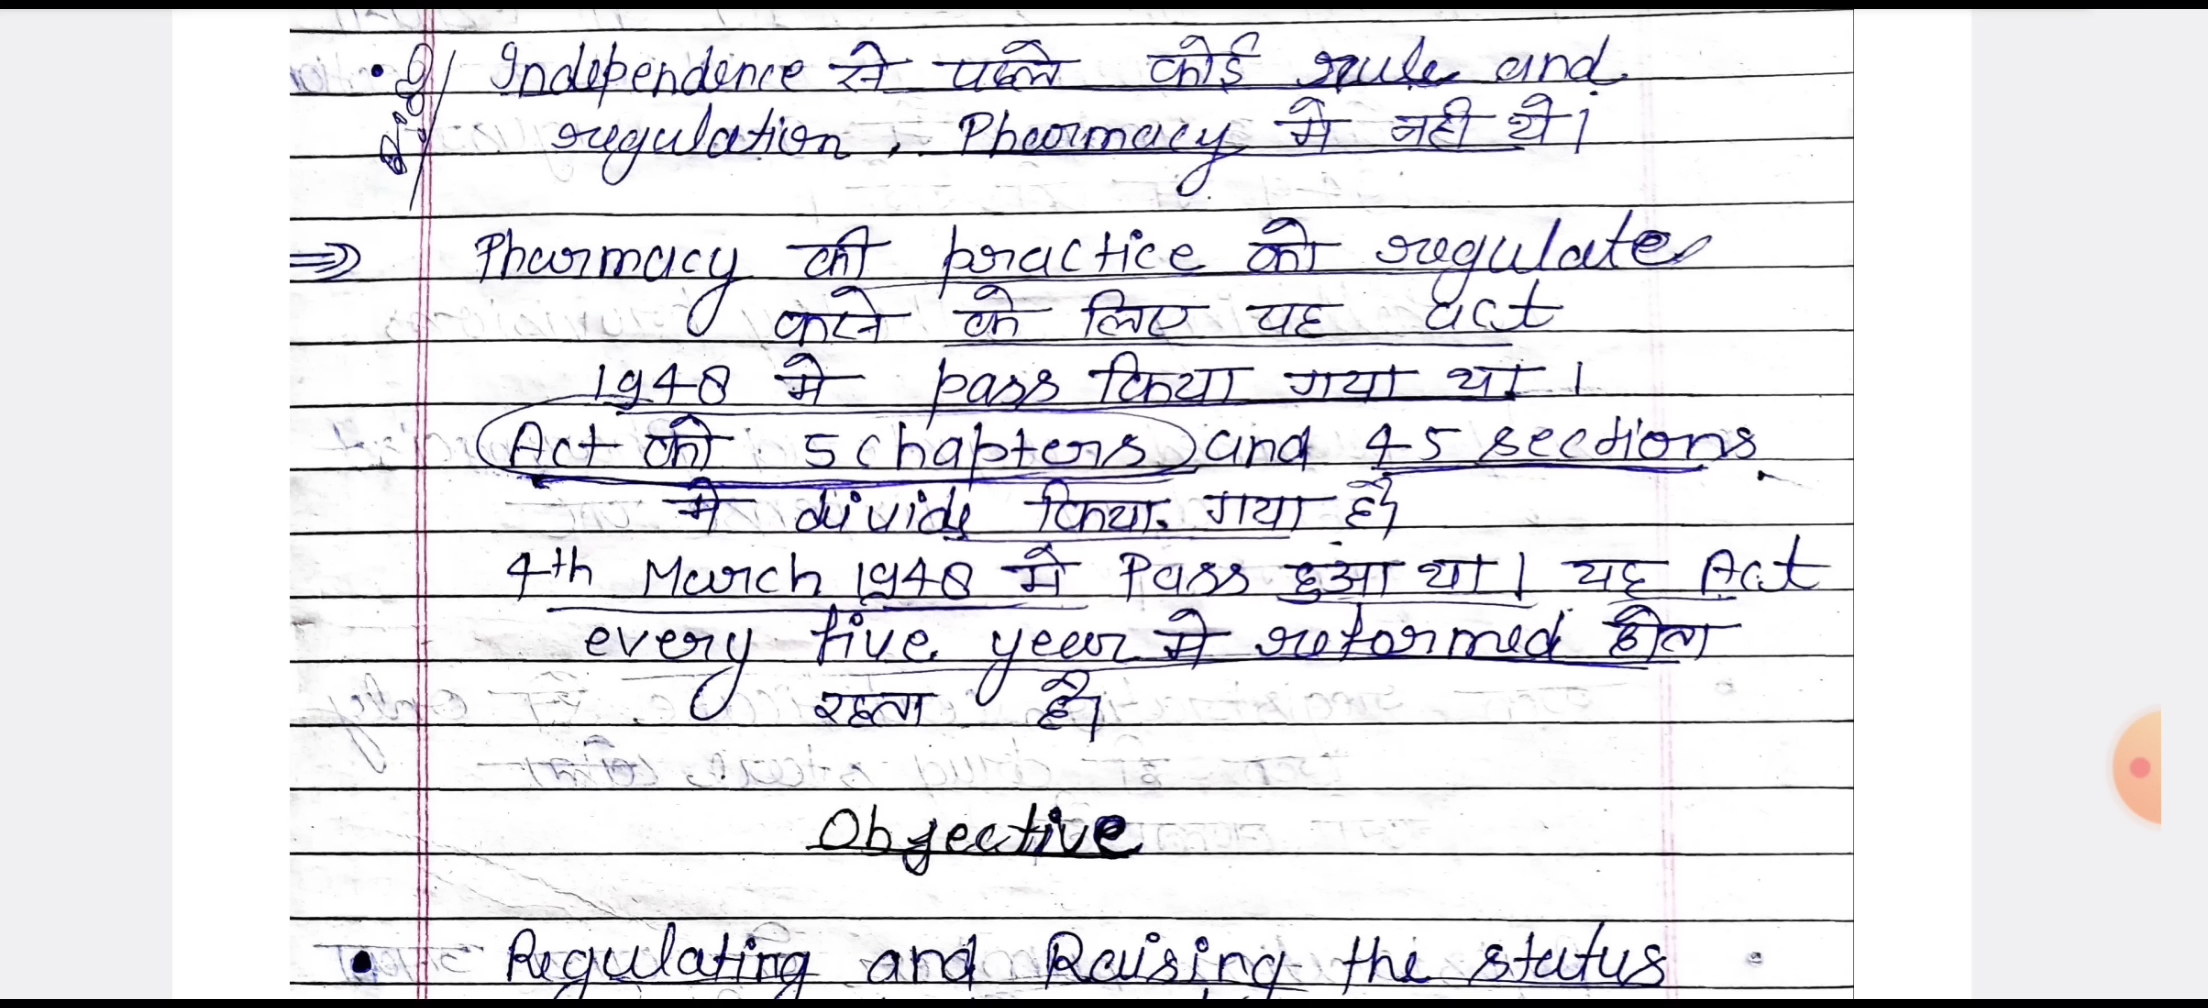 Independence से पहले कोई rule and
regulation, Pharmacy मे नही थे।
⇒ Pharmacy की practice को regulate
करने के लिए यह act
1948 मे pass किया गया था।
Act को 5 chapters and 45 sections
मे divide किया गया है।
4th March 1948 मे Pass हुआ था। यह Act
every five year मे reformed होता
रहता है।
Objective
• Regulating and Raising the status